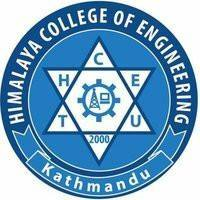 HIMALAYA COLLEGE OF ENGINEERING
C
H E
T U
2000
Kathmandu